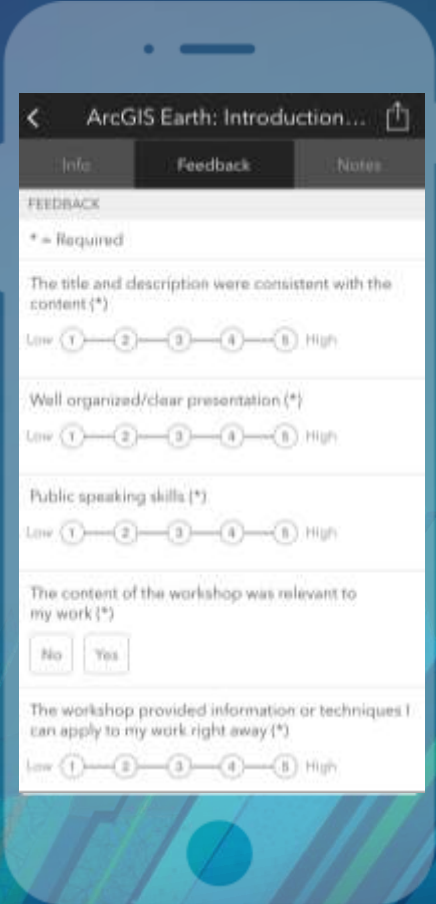 ArcGIS Earth: Introduction...
Info Feedback Notes
FEEDBACK
* = Required
The title and description were consistent with the
content (*)
Low 1 2 3 4 5 High
Well organized/clear presentation (*)
Low 1 2 3 4 5 High
Public speaking skills (*)
Low 1 2 3 4 5 High
The content of the workshop was relevant to
my work (*)
No Yes
The workshop provided information or techniques I
can apply to my work right away (*)
Low 1 2 3 4 5 High